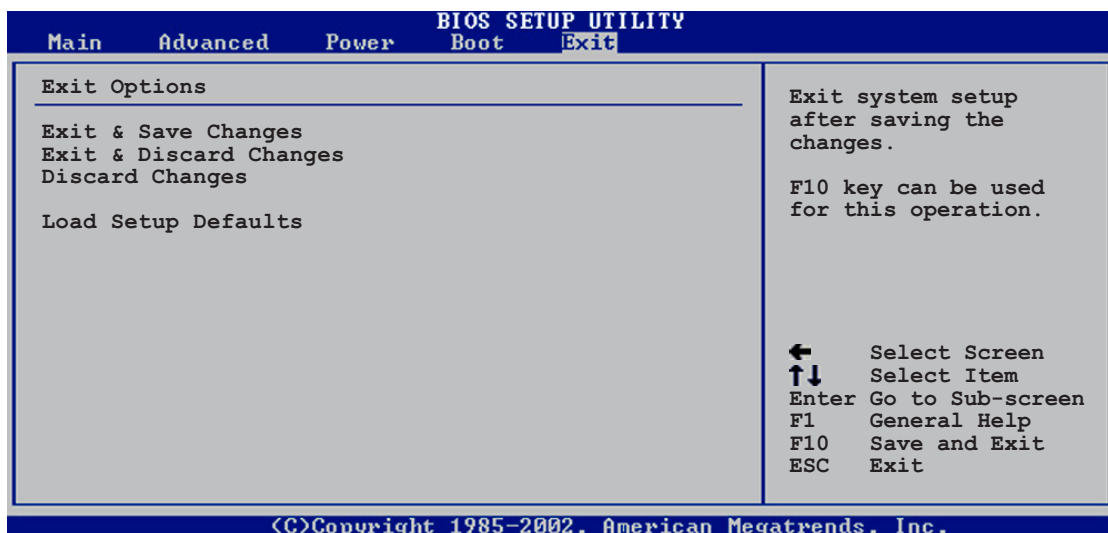 BIOS SETUP UTILITY
Main Advanced Power Boot Exit
Exit Options
Exit & Save Changes
Exit & Discard Changes
Discard Changes
Load Setup Defaults
Exit system setup
after saving the
changes.
F10 key can be used
for this operation.
← Select Screen
↑↓ Select Item
Enter Go to Sub-screen
F1 General Help
F10 Save and Exit
ESC Exit
(C)Copyright 1985-2002, American Megatrends, Inc.